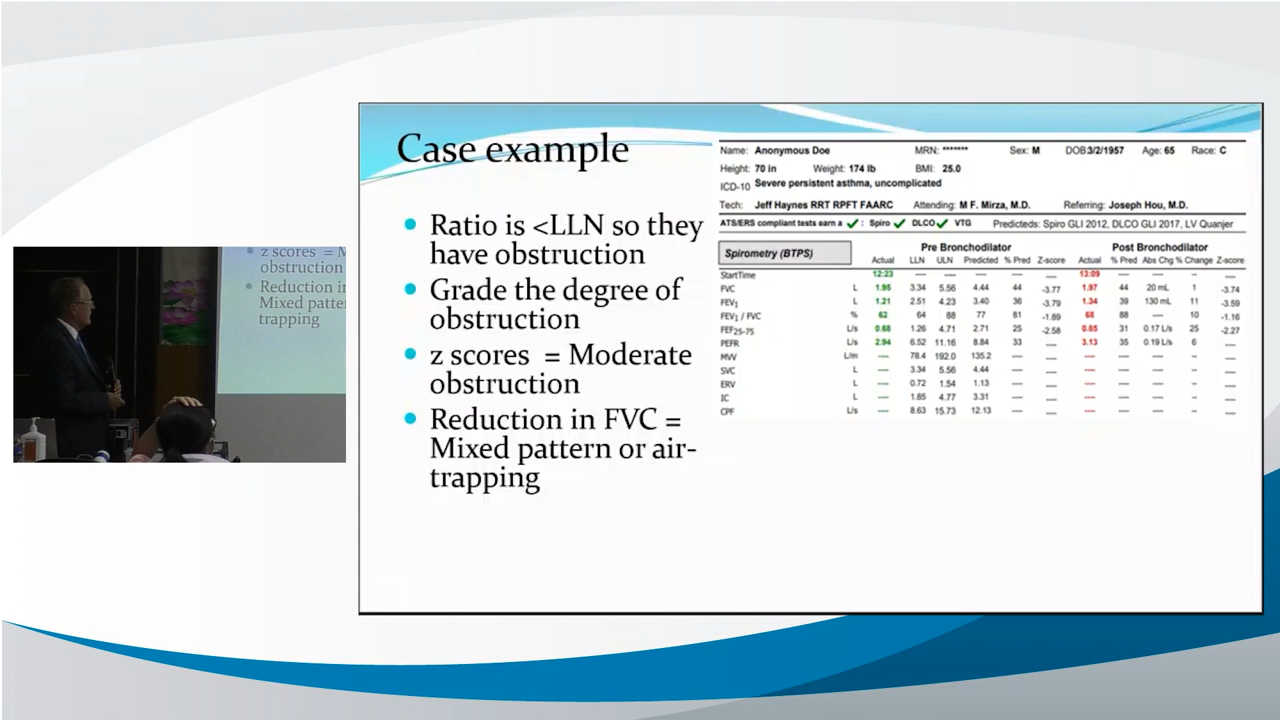 z scores = M
obstruction
Reduction in
Mixed patte
trapping
Case example
Ratio is <LLN so they
have obstruction
Grade the degree of
obstruction
z scores = Moderate
obstruction
Reduction in FVC =
Mixed pattern or air-
trapping
Name: Anonymous Doe MRN: ******* Sex: M DOB3/2/1957 Age: 65 Race: C
Height: 70 in Weight: 174 lb BMI: 25.0
ICD-10 Severe persistent asthma, uncomplicated
Tech: Jeff Haynes RRT RPFT FAARC Attending: M F. Mirza, M.D. Referring: Joseph Hou, M.D.
ATS/ERS compliant tests earn a ✓ : Spiro ✓ DLCO ✓ VTG Predicteds: Spiro GLI 2012, DLCO GLI 2017, LV Quanjer
Spirometry (BTPS) Pre Bronchodilator Post Bronchodilator
Actual LLN ULN Predicted % Pred Z-score Actual % Pred Abs Chg % Change Z-score
StartTime 12:23 ---- ---- ---- ---- ---- 13:09 ---- ---- -- ----
FVC L 1.95 3.34 5.56 4.44 44 -3.77 1.97 44 20 mL 1 -3.74
FEV1 L 1.21 2.51 4.23 3.40 36 -3.79 1.34 39 130 mL 11 -3.59
FEV1 / FVC % 62 64 88 77 81 -1.89 68 88 ---- 10 -1.16
FEF25-75 L/s 0.68 1.26 4.71 2.71 25 -2.58 0.85 31 0.17 L/s 25 -2.27
PEFR L/s 2.94 6.52 11.16 8.84 33 ---- 3.13 35 0.19 L/s 6 ----
MVV L/m ---- 78.4 192.0 135.2 ---- ---- ---- ---- ---- -- ----
SVC L ---- 3.34 5.56 4.44 ---- ---- ---- ---- ---- -- ----
ERV L ---- 0.72 1.54 1.13 ---- ---- ---- ---- ---- -- ----
IC L ---- 1.85 4.77 3.31 ---- ---- ---- ---- ---- -- ----
CPF L/s ---- 8.63 15.73 12.13 ---- ---- ---- ---- ---- -- ----